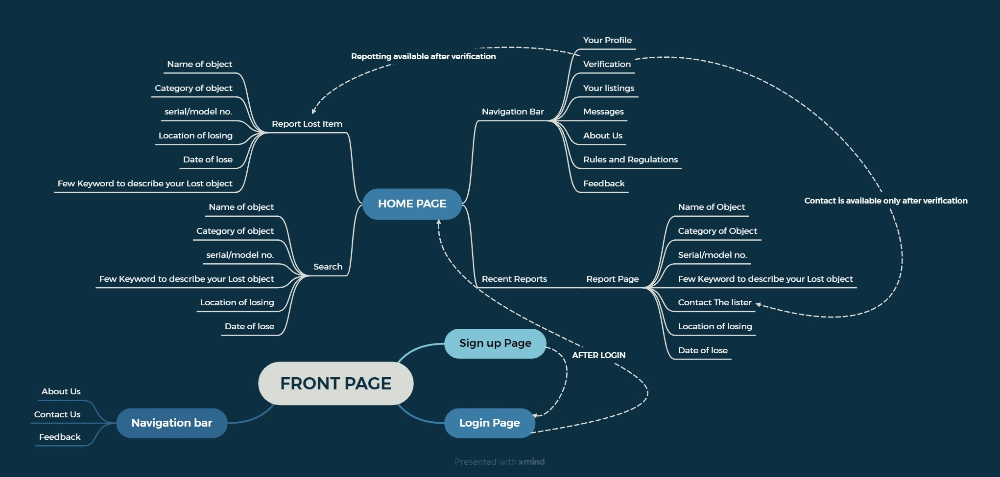 Your Profile
Repotting available after verification
Verification
Your listings
Messages
About Us
Rules and Regulations
Feedback
Navigation Bar
Name of object
Category of object
serial/model no.
Location of losing
Date of lose
Few Keyword to describe your Lost object
Report Lost Item
HOME PAGE
Contact is available only after verification
Name of object
Category of object
serial/model no.
Few Keyword to describe your Lost object
Location of losing
Date of lose
Search
Recent Reports
Report Page
Name of Object
Category of Object
Serial/model no.
Few Keyword to describe your Lost object
Contact The lister
Location of losing
Date of lose
Sign up Page
AFTER LOGIN
FRONT PAGE
Login Page
Navigation bar
About Us
Contact Us
Feedback
Presented with xmind